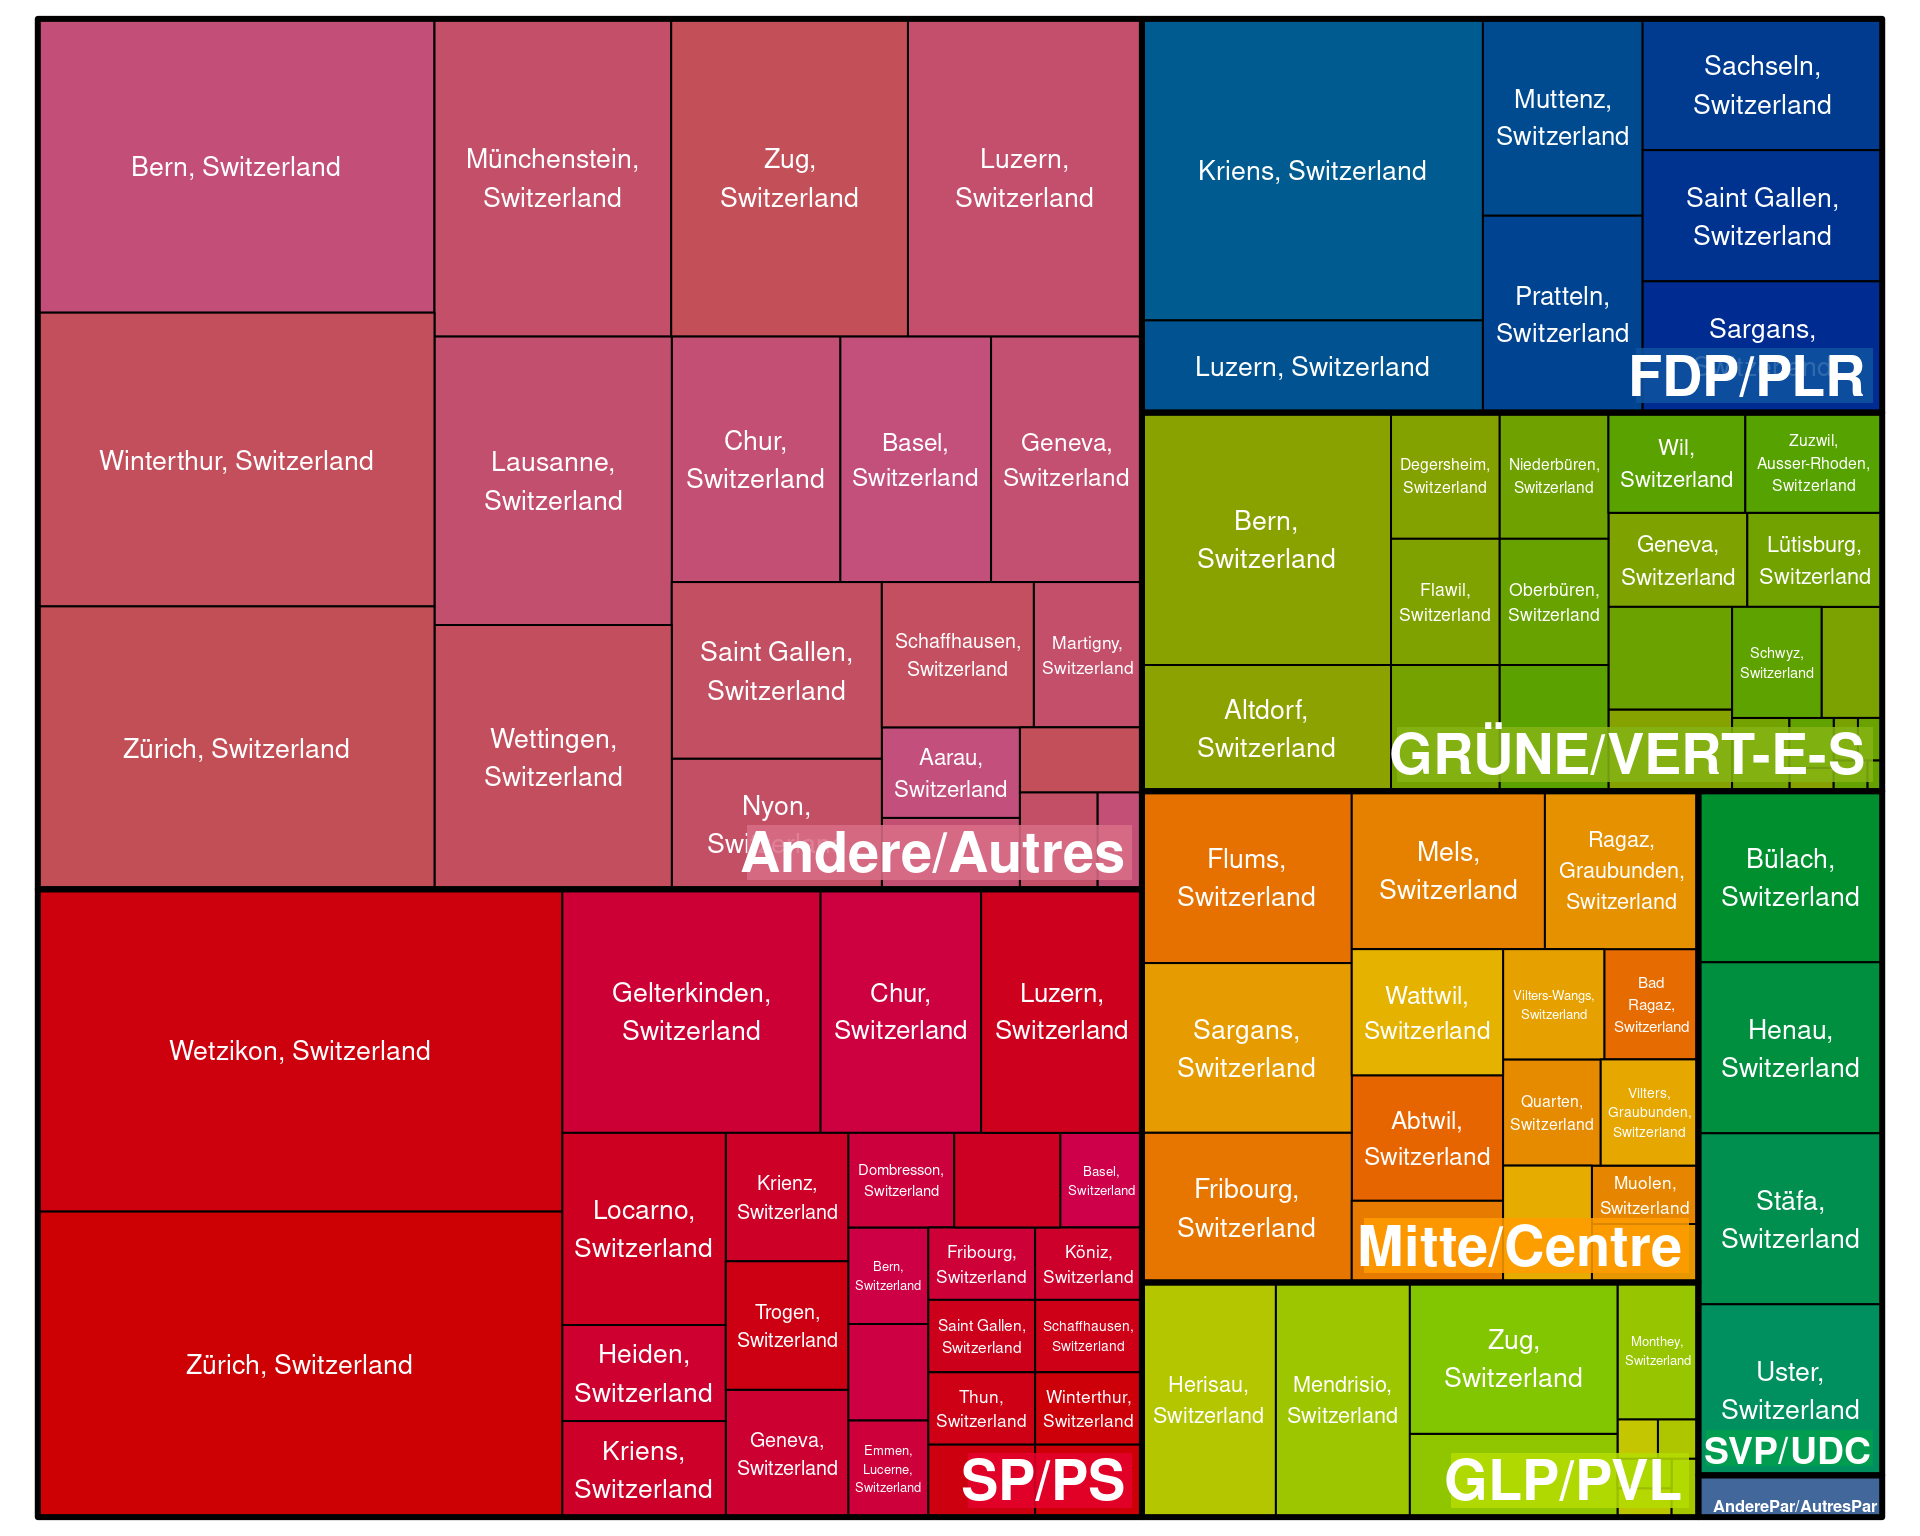 Bern, Switzerland
Winterthur, Switzerland
Zürich, Switzerland
Münchenstein,
Switzerland
Zug,
Switzerland
Luzern,
Switzerland
Lausanne,
Switzerland
Wettingen,
Switzerland
Chur,
Switzerland
Basel,
Switzerland
Geneva,
Switzerland
Saint Gallen,
Switzerland
Schaffhausen,
Switzerland
Martigny,
Switzerland
Nyon,
Aarau,
Switzerland
Andere/Autres
Wetzikon, Switzerland
Zürich, Switzerland
Gelterkinden,
Switzerland
Chur,
Switzerland
Luzern,
Switzerland
Locarno,
Switzerland
Heiden,
Switzerland
Kriens,
Switzerland
Krienz,
Switzerland
Trogen,
Switzerland
Geneva,
Switzerland
Dombresson,
Switzerland
Basel,
Switzerland
Bern,
Switzerland
Emmen,
Lucerne,
Switzerland
Fribourg,
Switzerland
Köniz,
Switzerland
Saint Gallen,
Switzerland
Schaffhausen,
Switzerland
Thun,
Switzerland
Winterthur,
Switzerland
SP/PS
Kriens, Switzerland
Luzern, Switzerland
Muttenz,
Switzerland
Pratteln,
Switzerland
Sachseln,
Switzerland
Saint Gallen,
Switzerland
Sargans,
FDP/PLR
Bern,
Switzerland
Altdorf,
Switzerland
Degersheim,
Switzerland
Flawil,
Switzerland
Niederbüren,
Switzerland
Oberbüren,
Switzerland
Wil,
Switzerland
Zuzwil,
Ausser-Rhoden,
Switzerland
Geneva,
Switzerland
Lütisburg,
Switzerland
Schwyz,
Switzerland
GRÜNE/VERT-E-S
Flums,
Switzerland
Sargans,
Switzerland
Fribourg,
Switzerland
Mels,
Switzerland
Ragaz,
Graubunden,
Switzerland
Wattwil,
Switzerland
Abtwil,
Switzerland
Vilters-Wangs,
Switzerland
Bad
Ragaz,
Switzerland
Quarten,
Switzerland
Vilters,
Graubunden,
Switzerland
Muolen,
Switzerland
Mitte/Centre
Herisau,
Switzerland
Mendrisio,
Switzerland
Zug,
Switzerland
Monthey,
Switzerland
GLP/PVL
Bülach,
Switzerland
Henau,
Switzerland
Stäfa,
Switzerland
Uster,
Switzerland
SVP/UDC
AnderePar/AutresPar